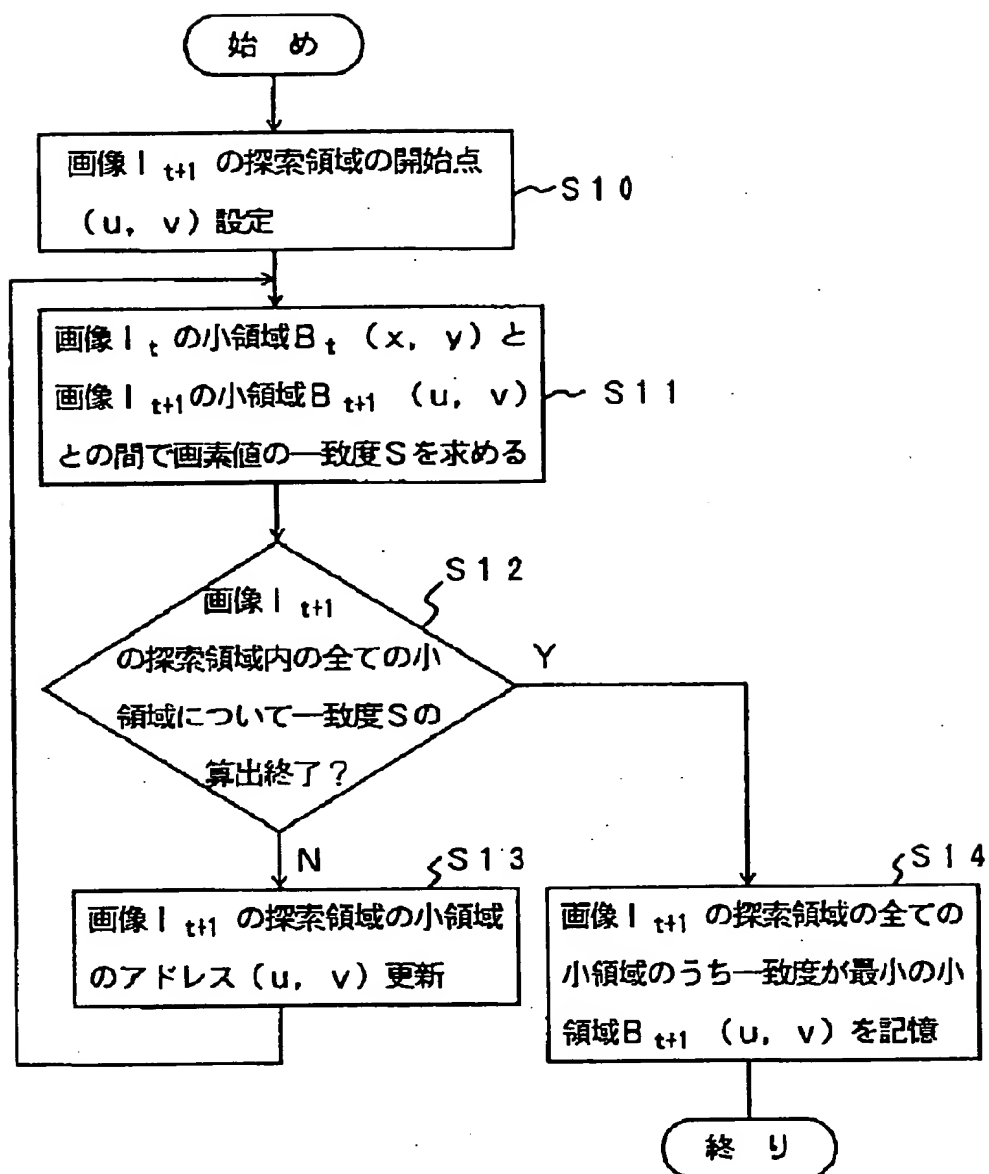 始 め
画像I t+1 の探索領域の開始点
(u, v) 設定
S10
画像I t の小領域B t (x, y) と
画像I t+1 の小領域B t+1 (u, v)
との間で画素値の一致度Sを求める
S11
S12
画像I t+1
の探索領域内の全ての小
領域について一致度Sの
算出終了?
Y
N
S13
画像I t+1 の探索領域の小領域
のアドレス (u, v) 更新
S14
画像I t+1 の探索領域の全ての
小領域のうち一致度が最小の小
領域B t+1 (u, v) を記憶
終 り